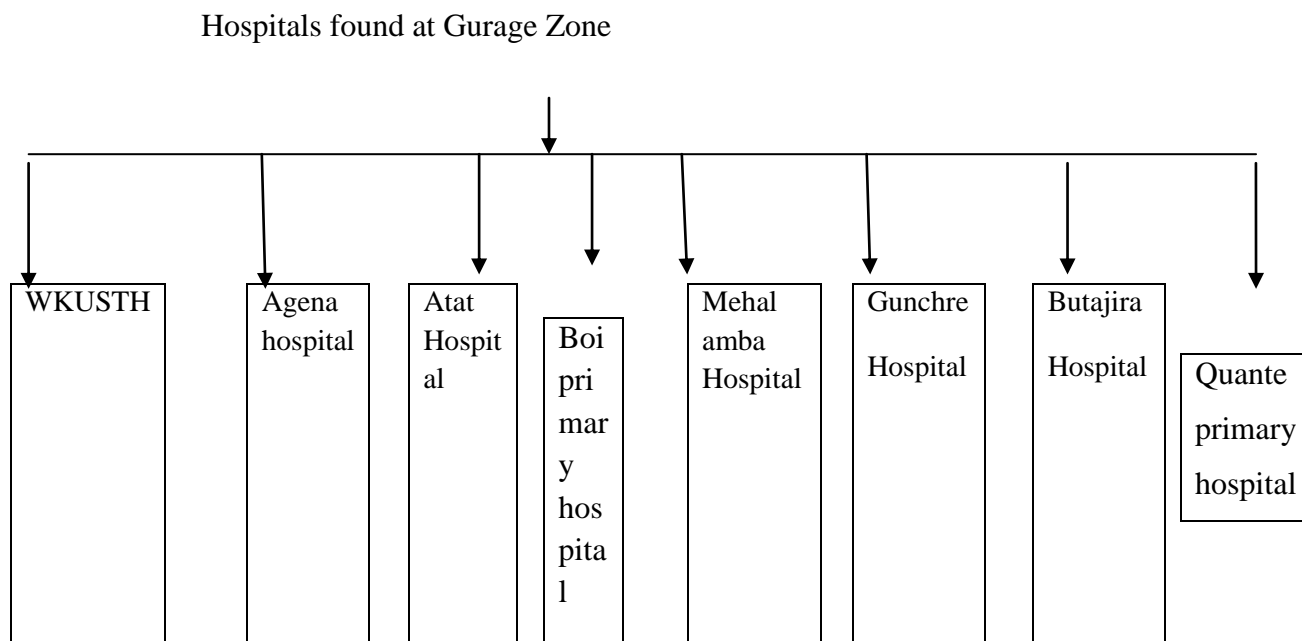 Hospitals found at Gurage Zone
WKUSTH
Agena
hospital
Atat
Hospit
al
Boi
pri
mar
y
hos
pita
l
Mehal
amba
Hospital
Gunchre
Hospital
Butajira
Hospital
Quante
primary
hospital